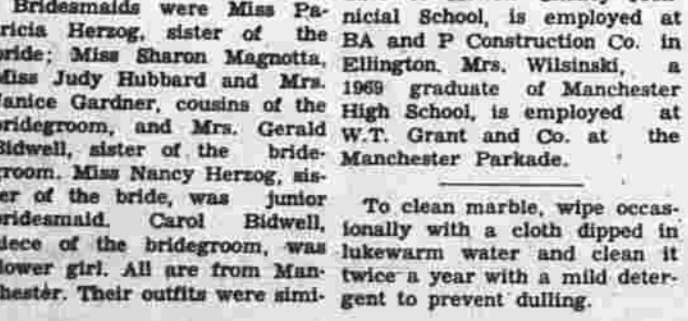 Bridesmaids were Miss Pa-
ricia Herzog, sister of the
ride; Miss Sharon Magnotta,
Miss Judy Hubbard and Mrs.
Janice Gardner, cousins of the
bridegroom, and Mrs. Gerald
Bidwell, sister of the bride-
groom. Miss Nancy Herzog, sis-
er of the bride, was junior
bridesmaid. Carol Bidwell,
niece of the bridegroom, was
lower girl. All are from Man-
hester. Their outfits were simi-
nicial School, is employed at
BA and P Construction Co. in
Ellington. Mrs. Wilsinski, a
1969 graduate of Manchester
High School, is employed at
W.T. Grant and Co. at the
Manchester Parkade.
To clean marble, wipe occas-
ionally with a cloth dipped in
lukewarm water and clean it
twice a year with a mild deter-
gent to prevent dulling.